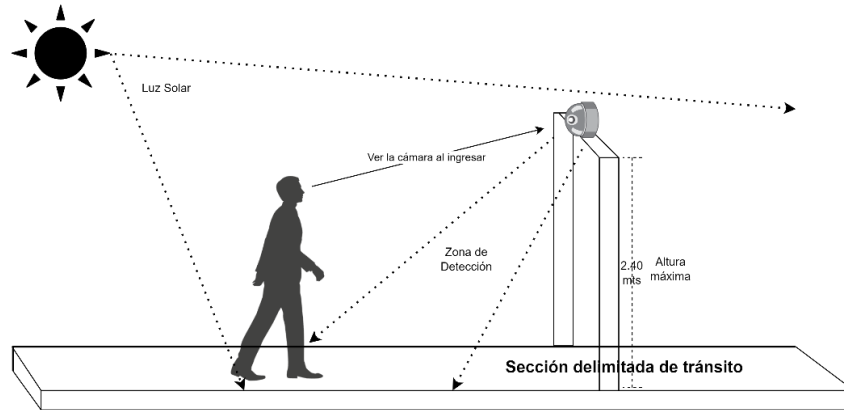 Luz Solar
Ver la cámara al ingresar
Zona de
Detección
2.40
mts
Altura
máxima
Sección delimitada de tránsito